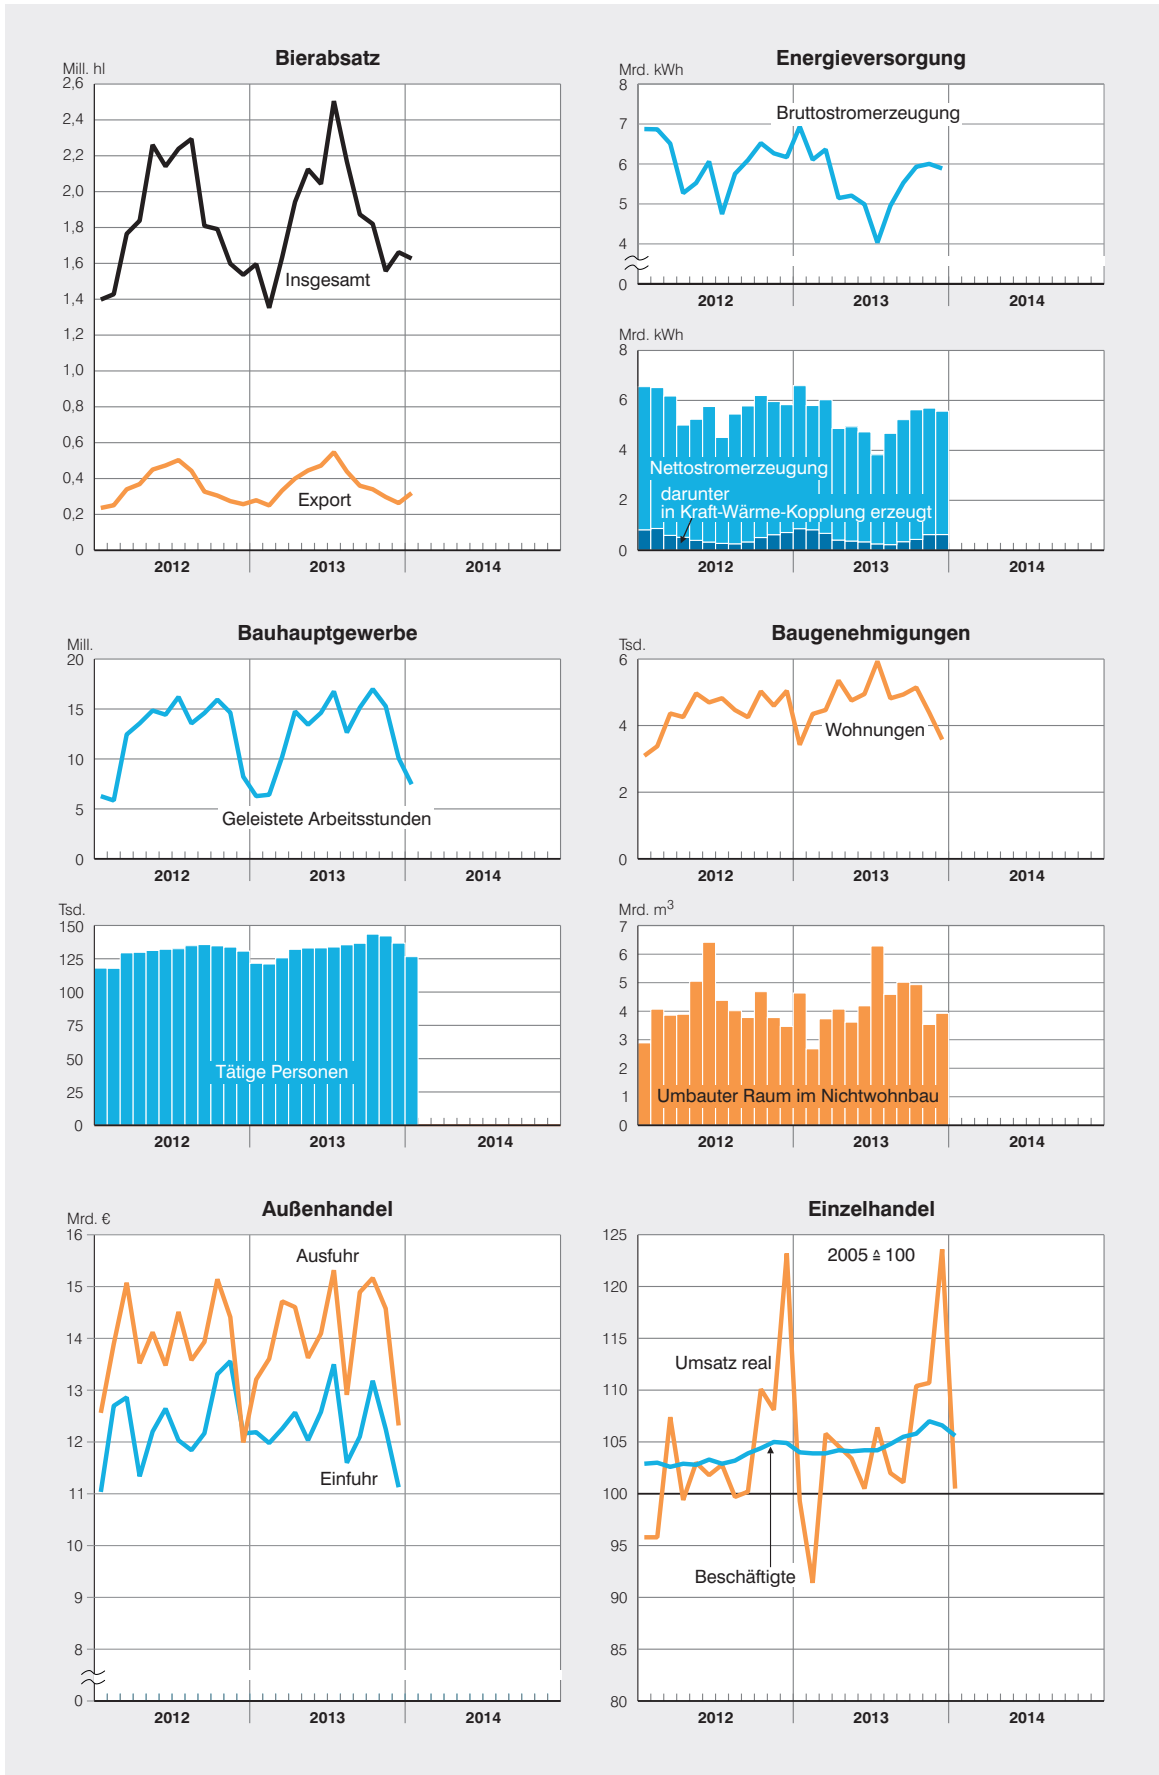 Bierabsatz
Mill. hl
2,6
2,4
2,2
2,0
1,8
1,6
1,4
1,2
1,0
0,8
0,6
0,4
0,2
0
Insgesamt
Export
2012 2013 2014
Energieversorgung
Mrd. kWh
8
7
6
5
4
0
Bruttostromerzeugung
2012 2013 2014
Mrd. kWh
8
6
4
2
0
Nettostromerzeugung
darunter
in Kraft-Wärme-Kopplung erzeugt
2012 2013 2014
Bauhauptgewerbe
Mill.
20
15
10
5
0
Geleistete Arbeitsstunden
2012 2013 2014
Tsd.
150
125
100
75
50
25
0
Tätige Personen
2012 2013 2014
Baugenehmigungen
Tsd.
6
4
2
0
Wohnungen
2012 2013 2014
Mrd. m³
7
6
5
4
3
2
1
0
Umbauter Raum im Nichtwohnbau
2012 2013 2014
Außenhandel
Mrd. €
16
15
14
13
12
11
10
9
8
0
Ausfuhr
Einfuhr
2012 2013 2014
Einzelhandel
125
120
115
110
105
100
95
90
85
80
2005 ≙ 100
Umsatz real
Beschäftigte
2012 2013 2014